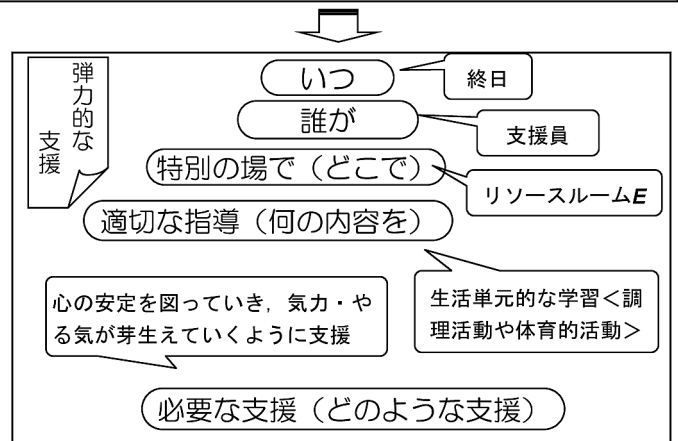 弾力的な
支援
いつ
終日
誰が
支援員
特別の場で（どこで）
リソースルームE
適切な指導（何の内容を）
生活単元的な学習＜調
理活動や体育的活動＞
心の安定を図っていき，気力・や
る気が芽生えていくように支援
必要な支援（どのような支援）